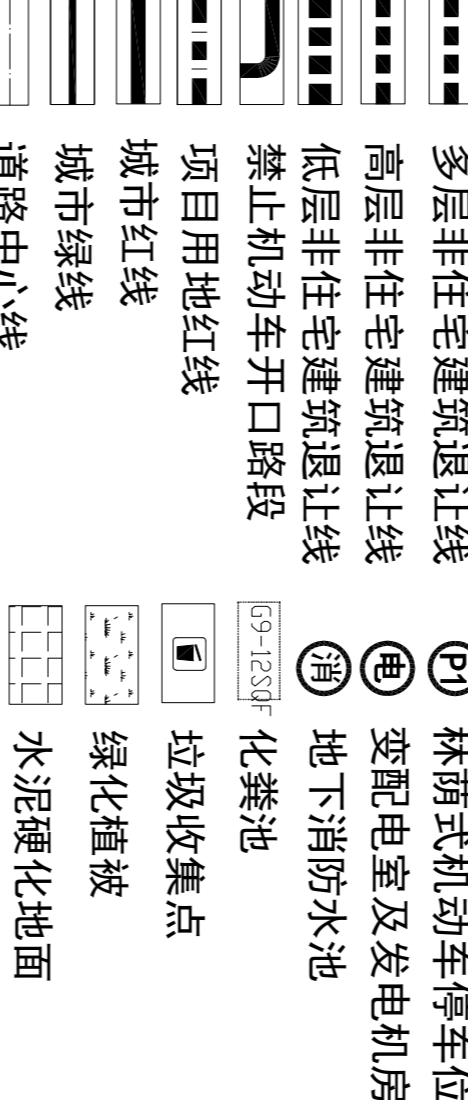 多层非住宅建筑退让线
高层非住宅建筑退让线
低层非住宅建筑退让线
禁止机动车开口路段
项目用地红线
城市红线
城市绿线
道路中心线
P1 林荫式机动车停车位
电 变配电室及发电机房
消 地下消防水池
G9-12SQF 化粪池
垃圾收集点
绿化植被
水泥硬化地面